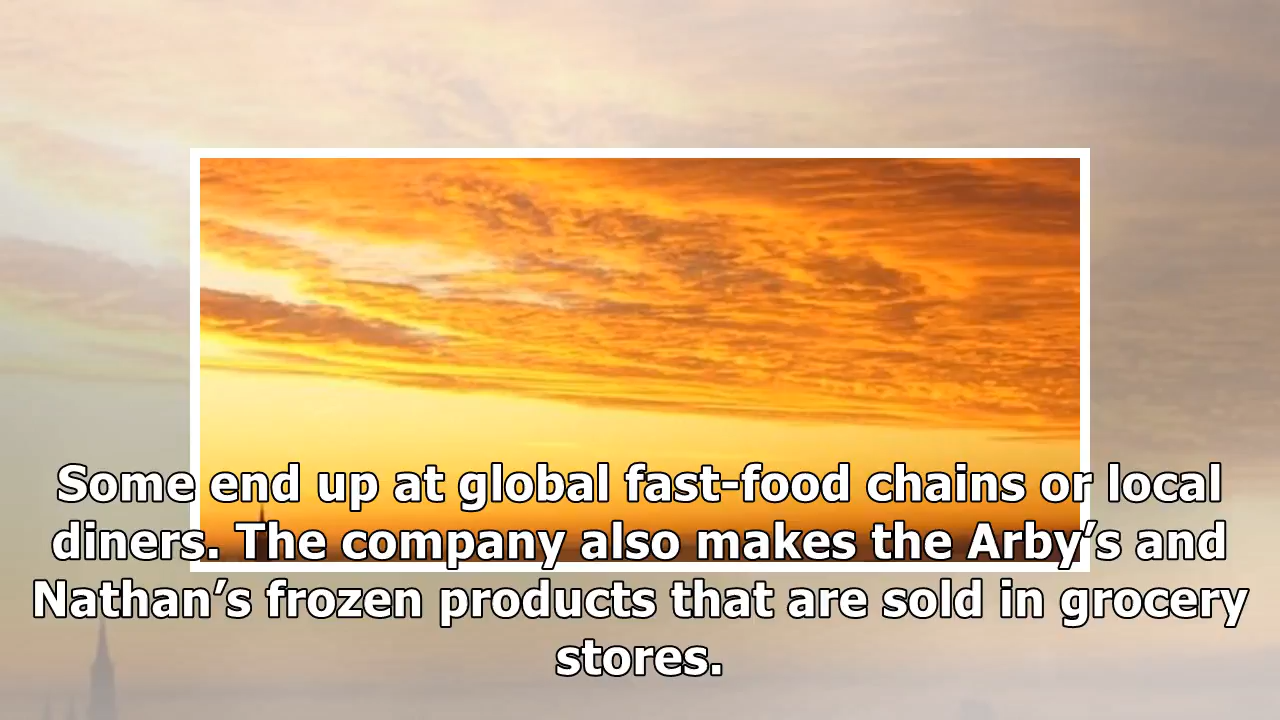 Some end up at global fast-food chains or local
diners. The company also makes the Arby’s and
Nathan’s frozen products that are sold in grocery
stores.